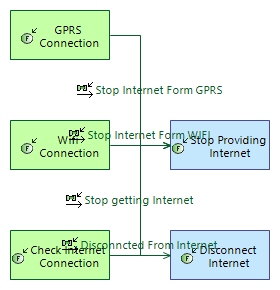 GPRS
Connection
Stop Internet Form GPRS
Stop Internet Form WIFI
Wifi
Connection
Stop Providing
Internet
Stop getting Internet
Disconncted From Internet
Check Internet
Connection
Disconnect
Internet